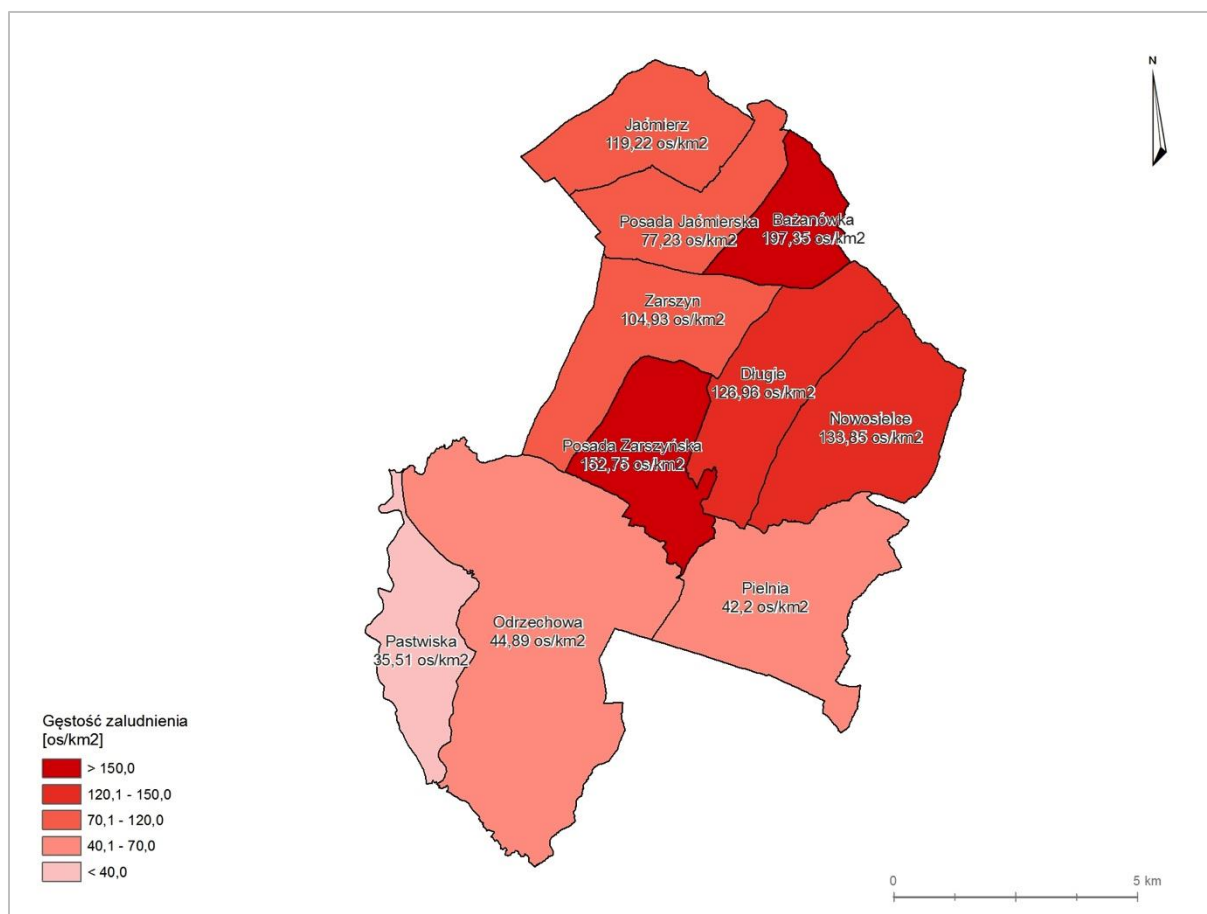 N
Jaćmierz
119,22 os/km2
Posada Jaćmierska
77,23 os/km2
Bażanówka
197,35 os/km2
Zarszyn
104,93 os/km2
Długie
126,96 os/km2
Nowosielce
133,85 os/km2
Posada Zarszyńska
152,75 os/km2
Pielnia
42,2 os/km2
Odrzechowa
44,89 os/km2
Pastwiska
35,51 os/km2
Gęstość zaludnienia
[os/km2]
> 150,0
120,1 - 150,0
70,1 - 120,0
40,1 - 70,0
< 40,0
0 5 km